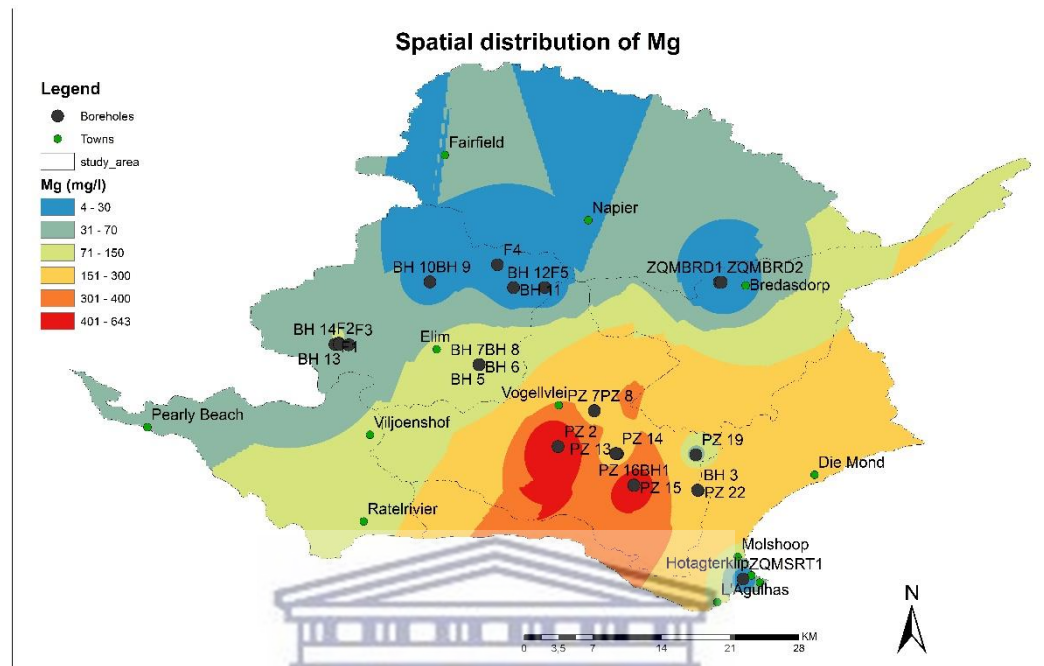 Spatial distribution of Mg
Legend
Boreholes
Towns
study_area
Mg (mg/l)
4 - 30
31 - 70
71 - 150
151 - 300
301 - 400
401 - 643
Fairfield
Napier
F4
BH 10BH 9
BH 12F5
BH 11
ZQMBRD1 ZQMBRD2
Bredasdorp
BH 14F2F3
F1
BH 13
Elim
BH 7BH 8
BH 6
BH 5
Pearly Beach
Viljoenshof
Vogellvlei
PZ 7PZ 8
PZ 2
PZ 13
PZ 14
PZ 19
PZ 16BH1
PZ 15
BH 3
PZ 22
Die Mond
Ratelrivier
Molshoop
HotagterklipZQMSRT1
L'Agulhas
N
KM
0 3,5 7 14 21 28